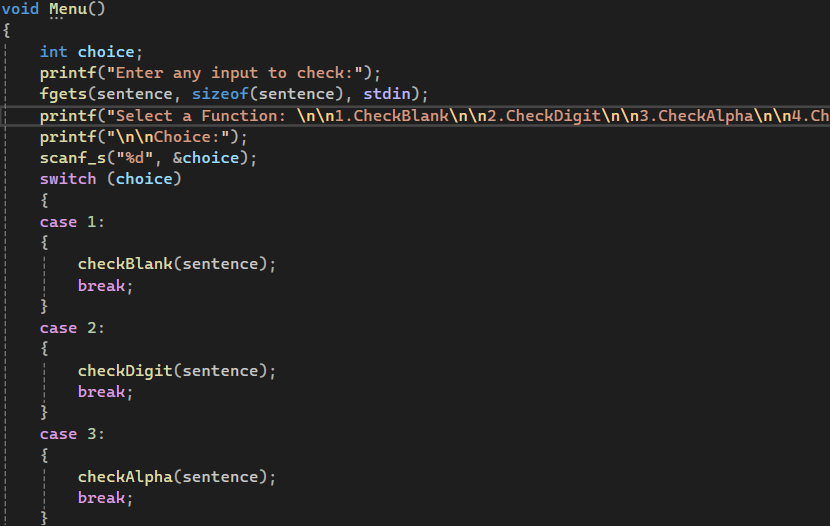 void Menu()
{
int choice;
printf("Enter any input to check:");
fgets(sentence, sizeof(sentence), stdin);
printf("Select a Function: \n\n1.CheckBlank\n\n2.CheckDigit\n\n3.CheckAlpha\n\n4.Ch
printf("\n\nChoice:");
scanf_s("%d", &choice);
switch (choice)
{
case 1:
{
checkBlank(sentence);
break;
}
case 2:
{
checkDigit(sentence);
break;
}
case 3:
{
checkAlpha(sentence);
break;
}